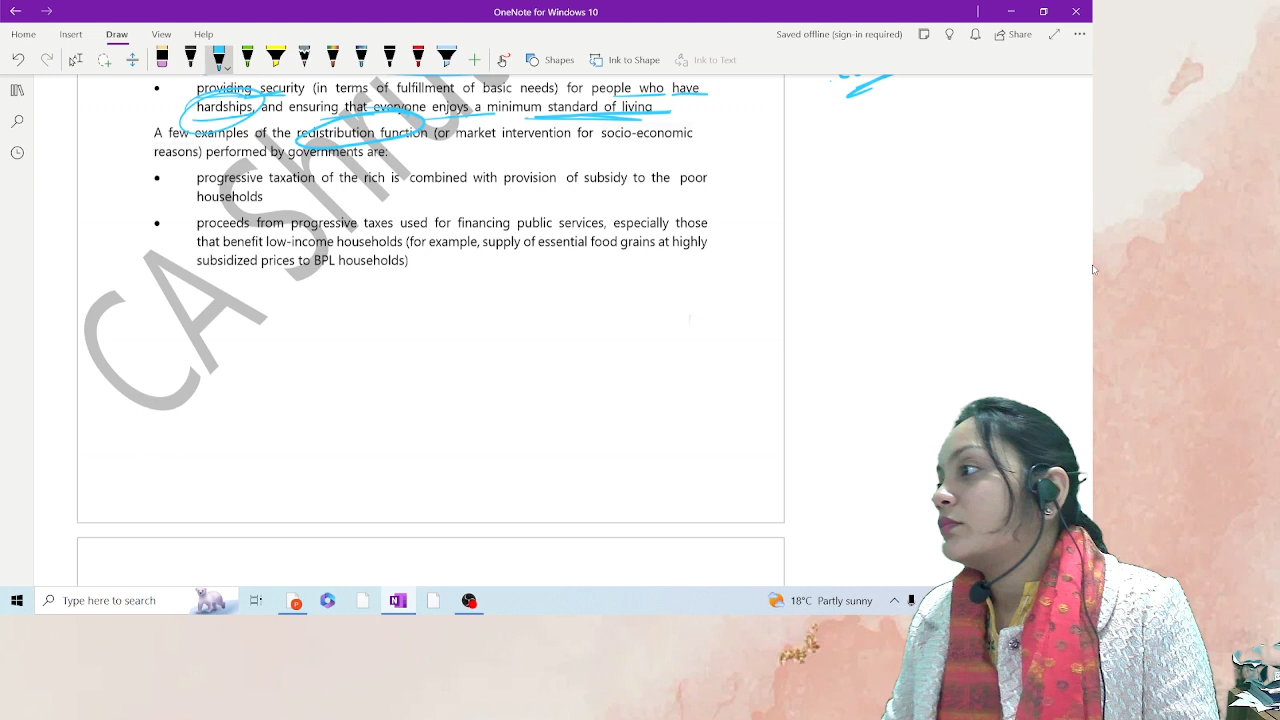 OneNote for Windows 10
Home Insert Draw View Help
Saved offline (sign-in required)
Share
Shapes
Ink to Shape
Ink to Text
• providing security (in terms of fulfillment of basic needs) for people who have
hardships, and ensuring that everyone enjoys a minimum standard of living
A few examples of the redistribution function (or market intervention for socio-economic
reasons) performed by governments are:
• progressive taxation of the rich is combined with provision of subsidy to the poor
households
• proceeds from progressive taxes used for financing public services, especially those
that benefit low-income households (for example, supply of essential food grains at highly
subsidized prices to BPL households)
CA Shru
Type here to search
18°C Partly sunny